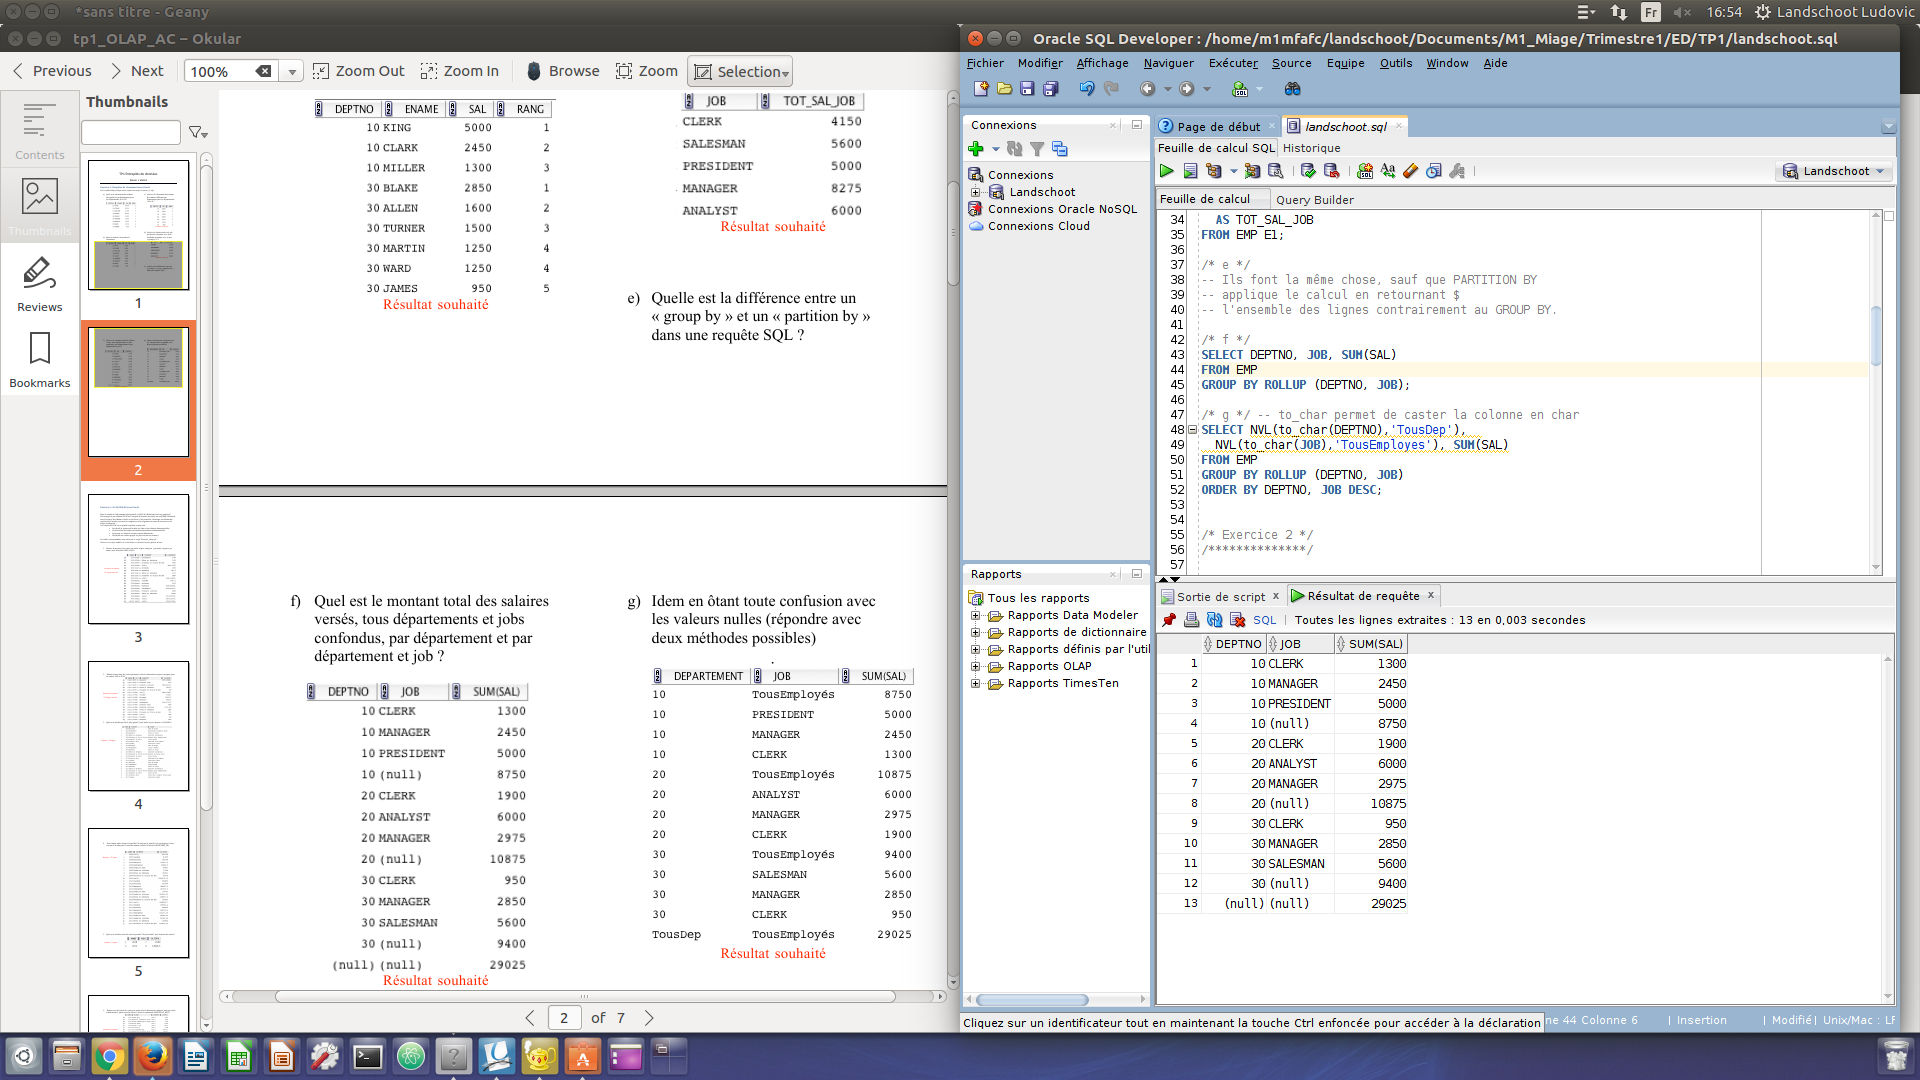 *sans titre - Geany
Fr
16:54
Landschoot Ludovic
tp1_OLAP_AC – Okular
Previous
Next
100%
Zoom Out
Zoom In
Browse
Zoom
Selection
Thumbnails
Contents
Thumbnails
Reviews
Bookmarks
1
2
3
4
5
DEPTNO ENAME SAL RANG
10 KING 5000 1
10 CLARK 2450 2
10 MILLER 1300 3
30 BLAKE 2850 1
30 ALLEN 1600 2
30 TURNER 1500 3
30 MARTIN 1250 4
30 WARD 1250 4
30 JAMES 950 5
Résultat souhaité
JOB TOT_SAL_JOB
CLERK 4150
SALESMAN 5600
PRESIDENT 5000
MANAGER 8275
ANALYST 6000
Résultat souhaité
e) Quelle est la différence entre un
« group by » et un « partition by »
dans une requête SQL ?
f) Quel est le montant total des salaires
versés, tous départements et jobs
confondus, par département et par
département et job ?
DEPTNO JOB SUM(SAL)
10 CLERK 1300
10 MANAGER 2450
10 PRESIDENT 5000
10 (null) 8750
20 CLERK 1900
20 ANALYST 6000
20 MANAGER 2975
20 (null) 10875
30 CLERK 950
30 MANAGER 2850
30 SALESMAN 5600
30 (null) 9400
(null) (null) 29025
Résultat souhaité
g) Idem en ôtant toute confusion avec
les valeurs nulles (répondre avec
deux méthodes possibles)
.
DEPARTEMENT JOB SUM(SAL)
10 TousEmployés 8750
10 PRESIDENT 5000
10 MANAGER 2450
10 CLERK 1300
20 TousEmployés 10875
20 ANALYST 6000
20 MANAGER 2975
20 CLERK 1900
30 TousEmployés 9400
30 SALESMAN 5600
30 MANAGER 2850
30 CLERK 950
TousDep TousEmployés 29025
Résultat souhaité
2 of 7
Oracle SQL Developer : /home/m1mfafc/landschoot/Documents/M1_Miage/Trimestre1/ED/TP1/landschoot.sql
Fichier Modifier Affichage Naviguer Exécuter Source Equipe Outils Window Aide
Connexions
Connexions
Landschoot
Connexions Oracle NoSQL
Connexions Cloud
Rapports
Tous les rapports
Rapports Data Modeler
Rapports de dictionnaire
Rapports définis par l'util
Rapports OLAP
Rapports TimesTen
Page de début
landschoot.sql
Feuille de calcul SQL Historique
Landschoot
Feuille de calcul Query Builder
34 AS TOT_SAL_JOB
35 FROM EMP E1;
36
37 /* e */
38 -- Ils font la même chose, sauf que PARTITION BY
39 -- applique le calcul en retournant $
40 -- l'ensemble des lignes contrairement au GROUP BY.
41
42 /* f */
43 SELECT DEPTNO, JOB, SUM(SAL)
44 FROM EMP
45 GROUP BY ROLLUP (DEPTNO, JOB);
46
47 /* g */ -- to_char permet de caster la colonne en char
48 SELECT NVL(to_char(DEPTNO),'TousDep'),
49 NVL(to_char(JOB),'TousEmployes'), SUM(SAL)
50 FROM EMP
51 GROUP BY ROLLUP (DEPTNO, JOB)
52 ORDER BY DEPTNO, JOB DESC;
53
54
55 /* Exercice 2 */
56 /**************/
57
Sortie de script x Résultat de requête x
SQL | Toutes les lignes extraites : 13 en 0,003 secondes
DEPTNO JOB SUM(SAL)
1 10 CLERK 1300
2 10 MANAGER 2450
3 10 PRESIDENT 5000
4 10 (null) 8750
5 20 CLERK 1900
6 20 ANALYST 6000
7 20 MANAGER 2975
8 20 (null) 10875
9 30 CLERK 950
10 30 MANAGER 2850
11 30 SALESMAN 5600
12 30 (null) 9400
13 (null) (null) 29025
Cliquez sur un identificateur tout en maintenant la touche Ctrl enfoncée pour accéder à la déclaration
ne 44 Colonne 6 | Insertion | Modifié | Unix/Mac : LF